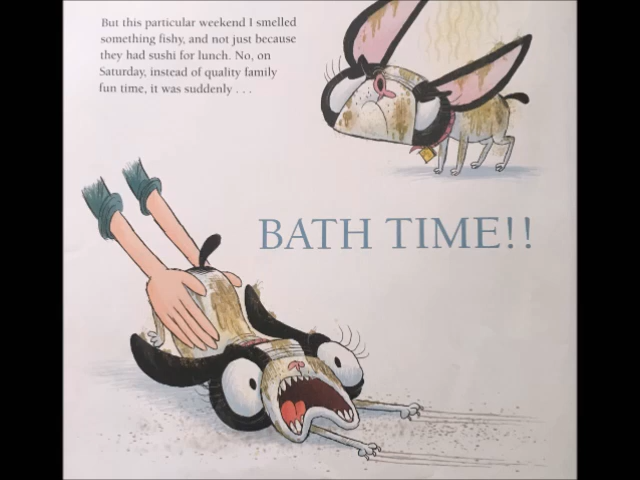 But this particular weekend I smelled
something fishy, and not just because
they had sushi for lunch. No, on
Saturday, instead of quality family
fun time, it was suddenly . . .
BATH TIME!!